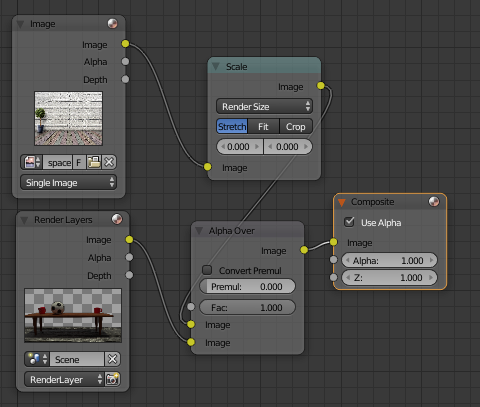 Image
Image
Alpha
Depth
space F
Single Image
Scale
Image
Render Size
Stretch Fit Crop
0.000 0.000
Image
Render Layers
Image
Alpha
Depth
Scene
RenderLayer
Alpha Over
Image
Convert Premul
Premul: 0.000
Fac: 1.000
Image
Image
Composite
Use Alpha
Image
Alpha: 1.000
Z: 1.000